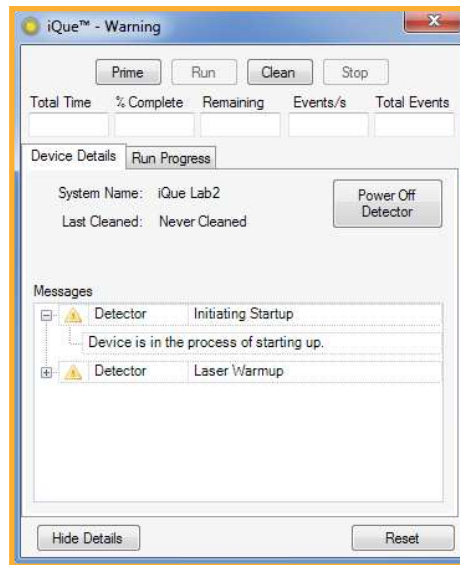 iQue™ - Warning
Prime Run Clean Stop
Total Time % Complete Remaining Events/s Total Events
Device Details Run Progress
System Name: iQue Lab2
Last Cleaned: Never Cleaned
Power Off
Detector
Messages
Detector Initiating Startup
Device is in the process of starting up.
Detector Laser Warmup
Hide Details Reset